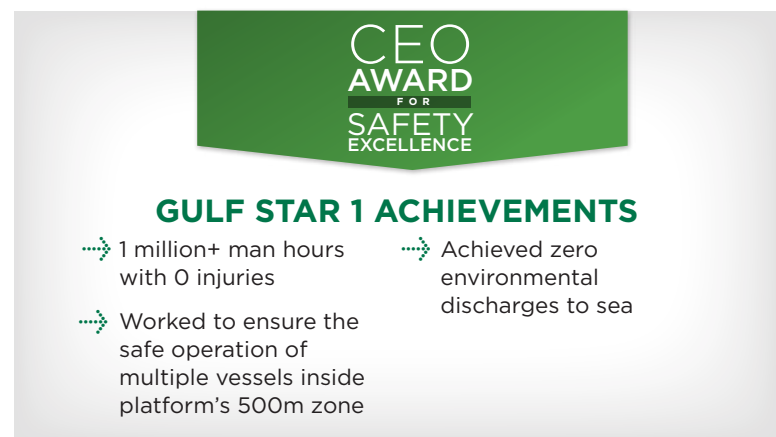 CEO
AWARD
FOR
SAFETY
EXCELLENCE
GULF STAR 1 ACHIEVEMENTS
1 million+ man hours
with 0 injuries
Worked to ensure the
safe operation of
multiple vessels inside
platform's 500m zone
Achieved zero
environmental
discharges to sea